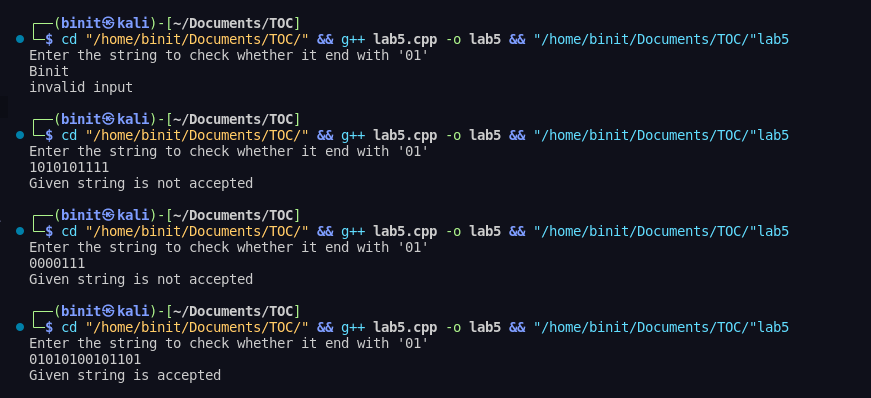 ┌──(binit㉿kali)-[~/Documents/TOC]
└─$ cd "/home/binit/Documents/TOC/" && g++ lab5.cpp -o lab5 && "/home/binit/Documents/TOC/"lab5
Enter the string to check whether it end with '01'
Binit
invalid input
┌──(binit㉿kali)-[~/Documents/TOC]
└─$ cd "/home/binit/Documents/TOC/" && g++ lab5.cpp -o lab5 && "/home/binit/Documents/TOC/"lab5
Enter the string to check whether it end with '01'
1010101111
Given string is not accepted
┌──(binit㉿kali)-[~/Documents/TOC]
└─$ cd "/home/binit/Documents/TOC/" && g++ lab5.cpp -o lab5 && "/home/binit/Documents/TOC/"lab5
Enter the string to check whether it end with '01'
0000111
Given string is not accepted
┌──(binit㉿kali)-[~/Documents/TOC]
└─$ cd "/home/binit/Documents/TOC/" && g++ lab5.cpp -o lab5 && "/home/binit/Documents/TOC/"lab5
Enter the string to check whether it end with '01'
01010100101101
Given string is accepted